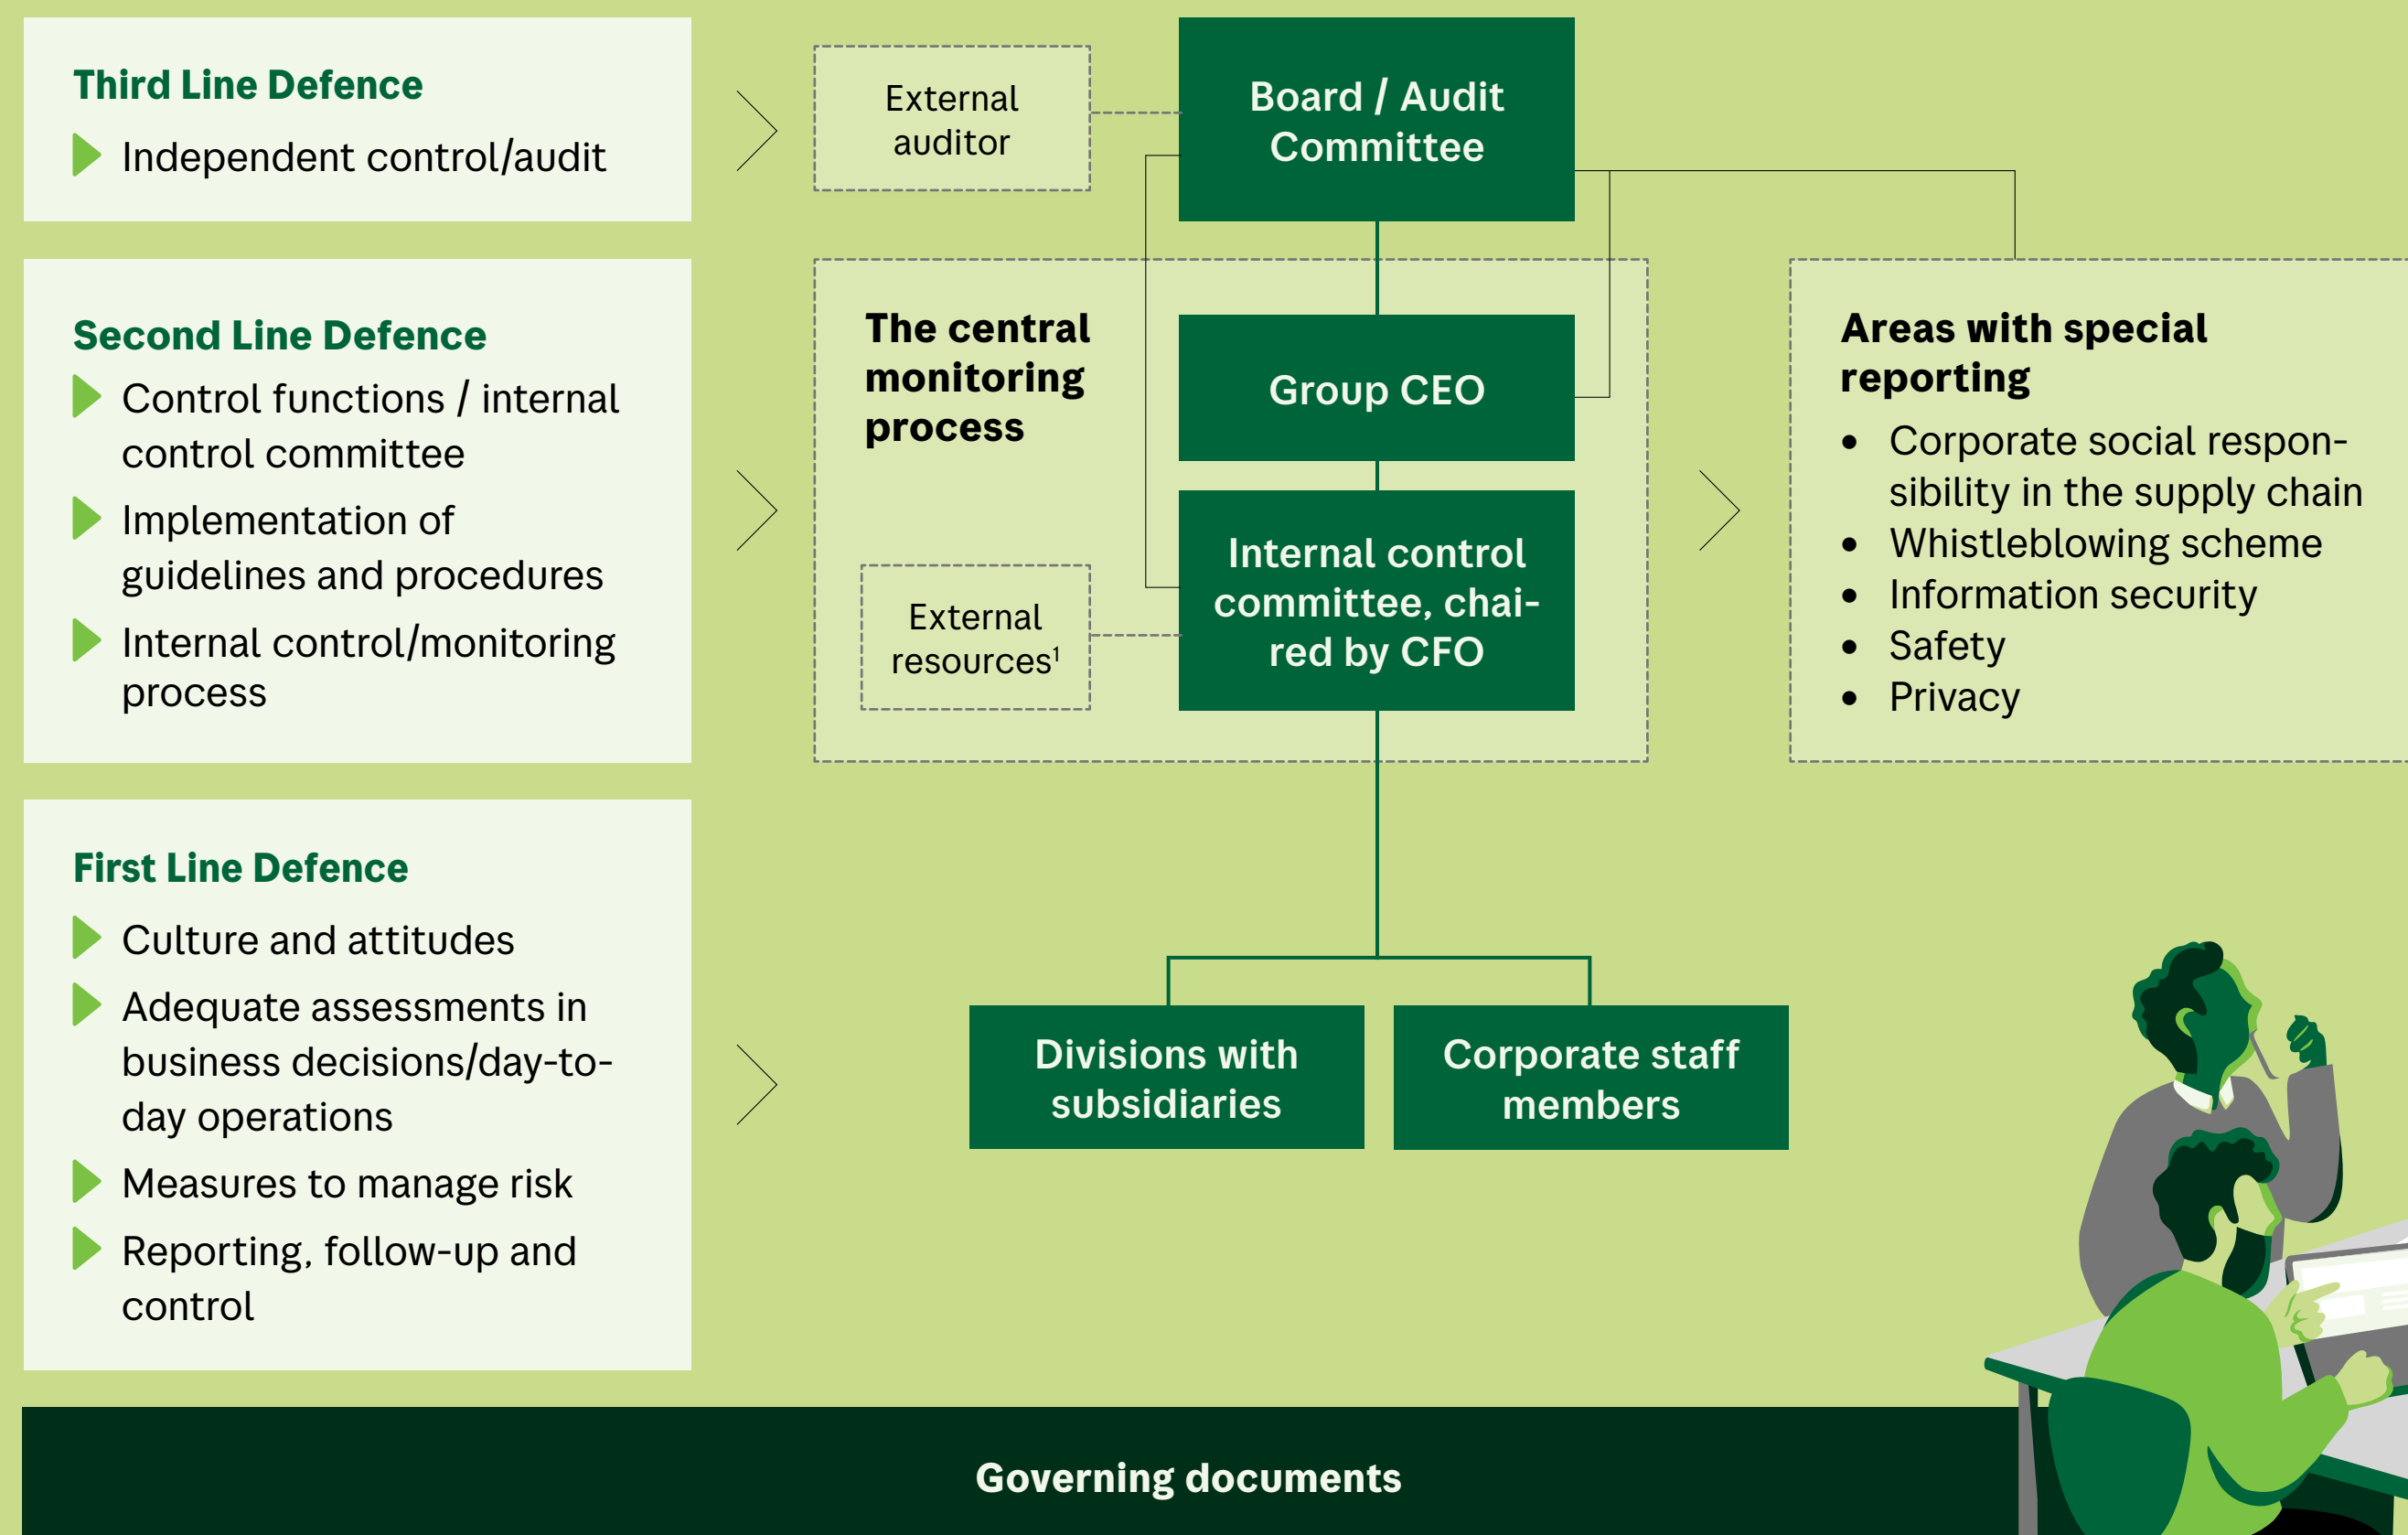 Third Line Defence
Independent control/audit
External
auditor
Board / Audit
Committee
Second Line Defence
Control functions / internal
control committee
Implementation of
guidelines and procedures
Internal control/monitoring
process
The central
monitoring
process
Group CEO
Internal control
committee, chai-
red by CFO
External
resources¹
Areas with special
reporting
• Corporate social respon-
sibility in the supply chain
• Whistleblowing scheme
• Information security
• Safety
• Privacy
First Line Defence
Culture and attitudes
Adequate assessments in
business decisions/day-to-
day operations
Measures to manage risk
Reporting, follow-up and
control
Divisions with
subsidiaries
Corporate staff
members
Governing documents